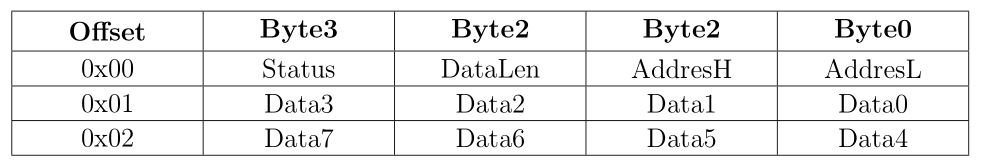 Offset Byte3 Byte2 Byte2 Byte0
0x00 Status DataLen AddresH AddresL
0x01 Data3 Data2 Data1 Data0
0x02 Data7 Data6 Data5 Data4